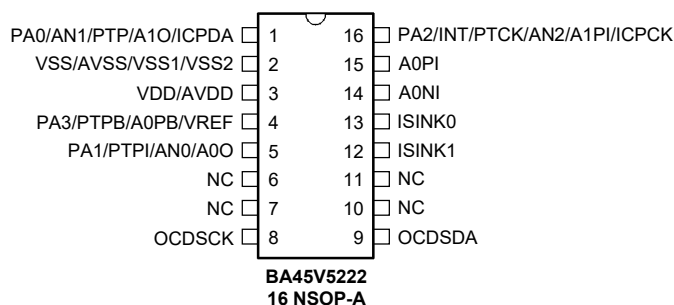 PA0/AN1/PTP/A1O/ICPDA 1 16 PA2/INT/PTCK/AN2/A1PI/ICPCK
VSS/AVSS/VSS1/VSS2 2 15 A0PI
VDD/AVDD 3 14 A0NI
PA3/PTPB/A0PB/VREF 4 13 ISINK0
PA1/PTPI/AN0/A0O 5 12 ISINK1
NC 6 11 NC
NC 7 10 NC
OCDSCK 8 9 OCDSDA
BA45V5222
16 NSOP-A